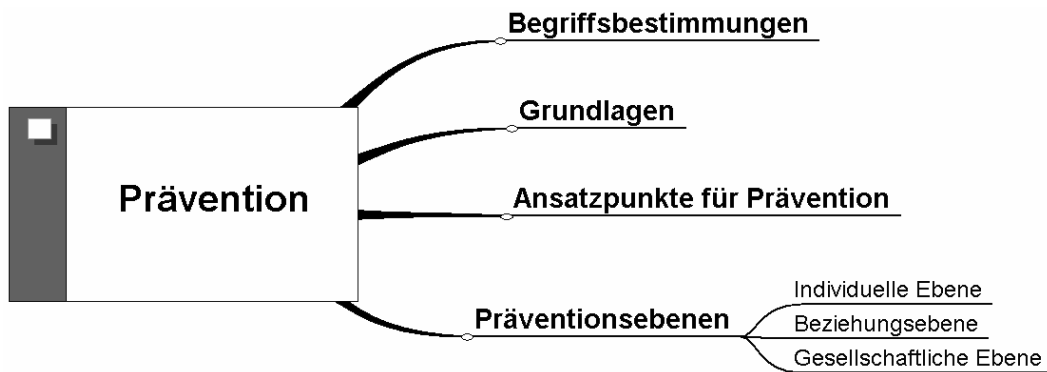 Prävention
Begriffsbestimmungen
Grundlagen
Ansatzpunkte für Prävention
Präventionsebenen
Individuelle Ebene
Beziehungsebene
Gesellschaftliche Ebene